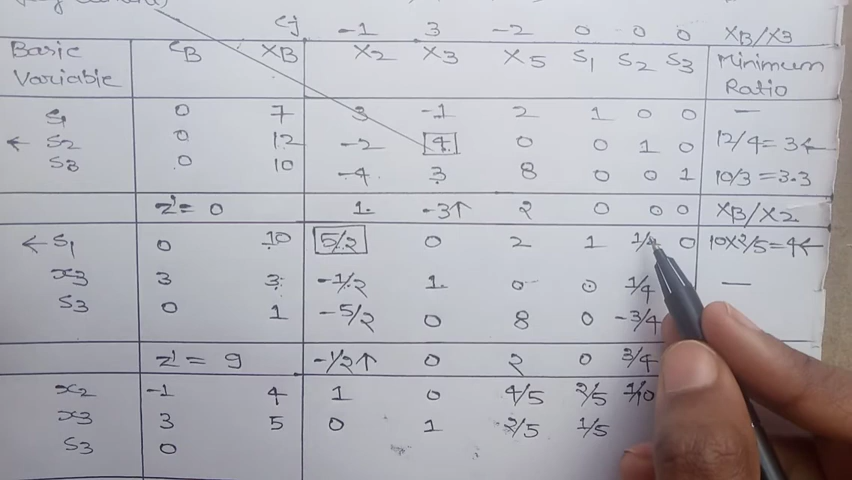 Cj -1 3 -2 0 0 0 XB/X3
Basic Variable CB XB X2 X3 X5 S1 S2 S3 Minimum Ratio
S1 0 7 3 -1 2 1 0 0 —
← S2 0 12 -2 4 0 0 1 0 12/4 = 3 ←
S3 0 10 -4 3 8 0 0 1 10/3 = 3.3
z' = 0 1 -3↑ 2 0 0 0 XB/X2
← S1 0 10 5/2 0 2 1 1/4 0 10×2/5 = 4 ←
x3 3 3 -1/2 1 0 0 1/4 —
S3 0 1 -5/2 0 8 0 -3/4
z' = 9 -1/2↑ 0 2 0 3/4
x2 -1 4 1 0 4/5 2/5 1/10
x3 3 5 0 1 2/5 1/5
S3 0